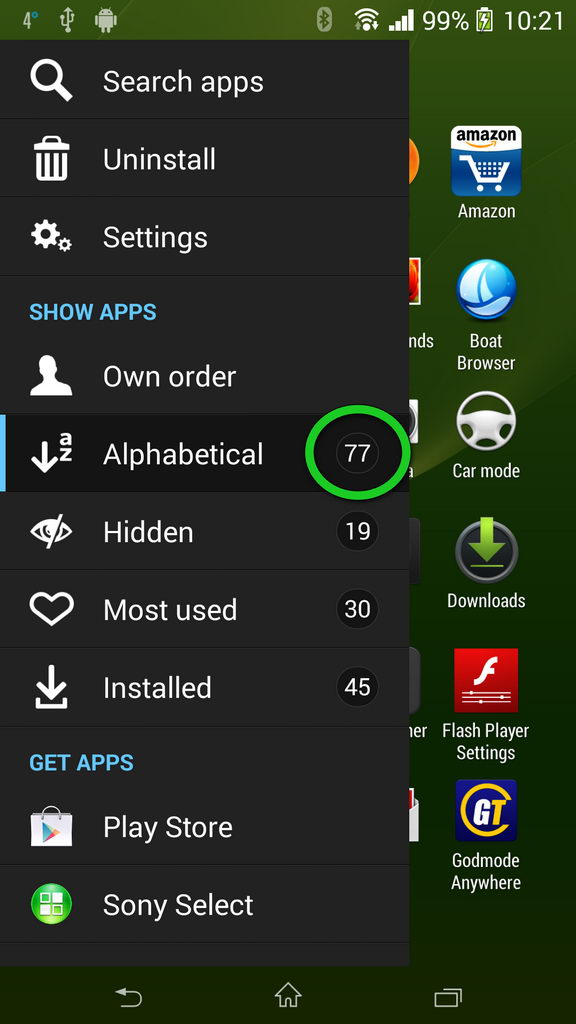 4°
99%
10:21
Search apps
Uninstall
Settings
SHOW APPS
Own order
Alphabetical 77
Hidden 19
Most used 30
Installed 45
GET APPS
Play Store
Sony Select
amazon
Amazon
nds
Boat
Browser
a
Car mode
Downloads
her
Flash Player
Settings
GT
Godmode
Anywhere